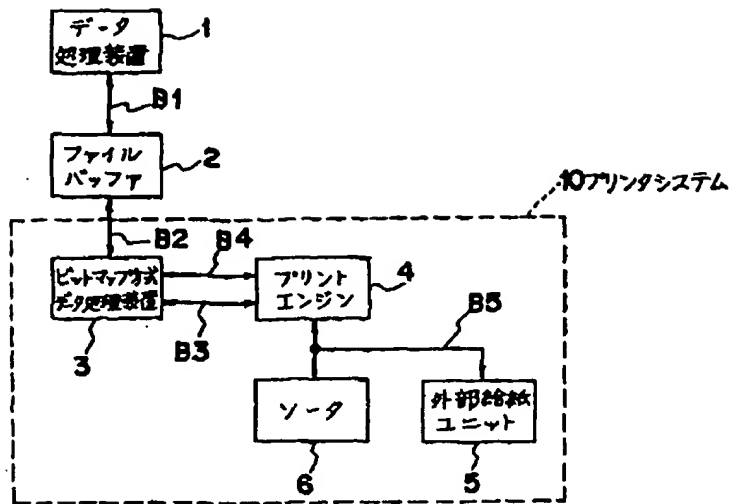 データ
処理装置
1
B1
ファイル
バッファ
2
10プリンタシステム
B2
B4
ビットマップ方式
データ処理装置
3
プリント
エンジン
4
B3
B5
ソータ
6
外部給紙
ユニット
5